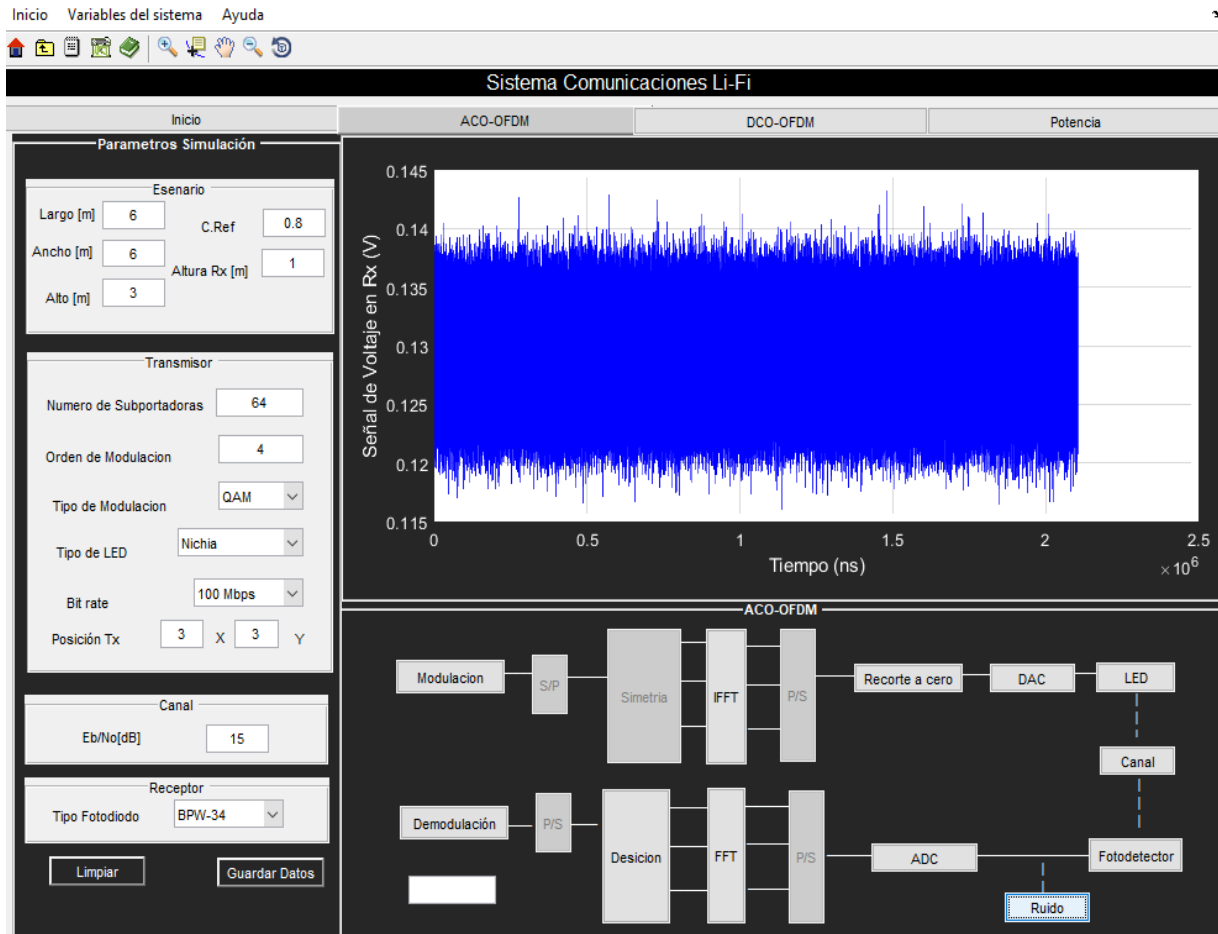 Inicio Variables del sistema Ayuda
Sistema Comunicaciones Li-Fi
Inicio ACO-OFDM DCO-OFDM Potencia
Parametros Simulación
Esenario
Largo [m] 6 C.Ref 0.8
Ancho [m] 6 Altura Rx [m] 1
Alto [m] 3
Transmisor
Numero de Subportadoras 64
Orden de Modulacion 4
Tipo de Modulacion QAM
Tipo de LED Nichia
Bit rate 100 Mbps
Posición Tx 3 X 3 Y
Canal
Eb/No[dB] 15
Receptor
Tipo Fotodiodo BPW-34
Limpiar Guardar Datos
Señal de Voltaje en Rx (V)
0.145
0.14
0.135
0.13
0.125
0.12
0.115
0 0.5 1 1.5 2 2.5
Tiempo (ns) ×10^6
ACO-OFDM
Modulacion S/P Simetria IFFT P/S Recorte a cero DAC LED
Canal
Demodulación P/S Desicion FFT P/S ADC Fotodetector
Ruido